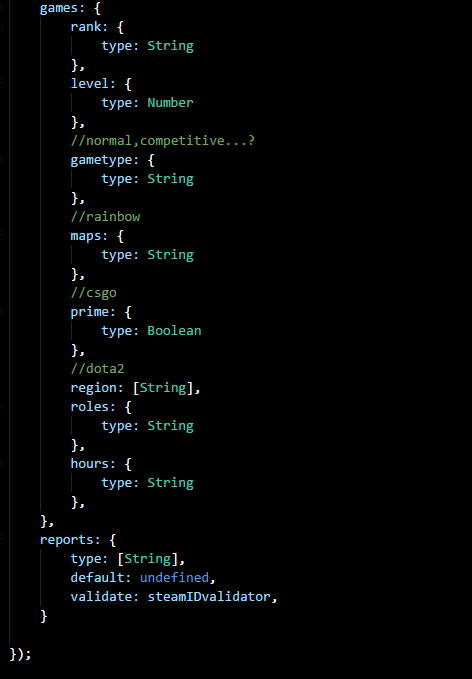 games: {
rank: {
type: String
},
level: {
type: Number
},
//normal,competitive...?
gametype: {
type: String
},
//rainbow
maps: {
type: String
},
//csgo
prime: {
type: Boolean
},
//dota2
region: [String],
roles: {
type: String
},
hours: {
type: String
},
},
reports: {
type: [String],
default: undefined,
validate: steamIDvalidator,
}
});